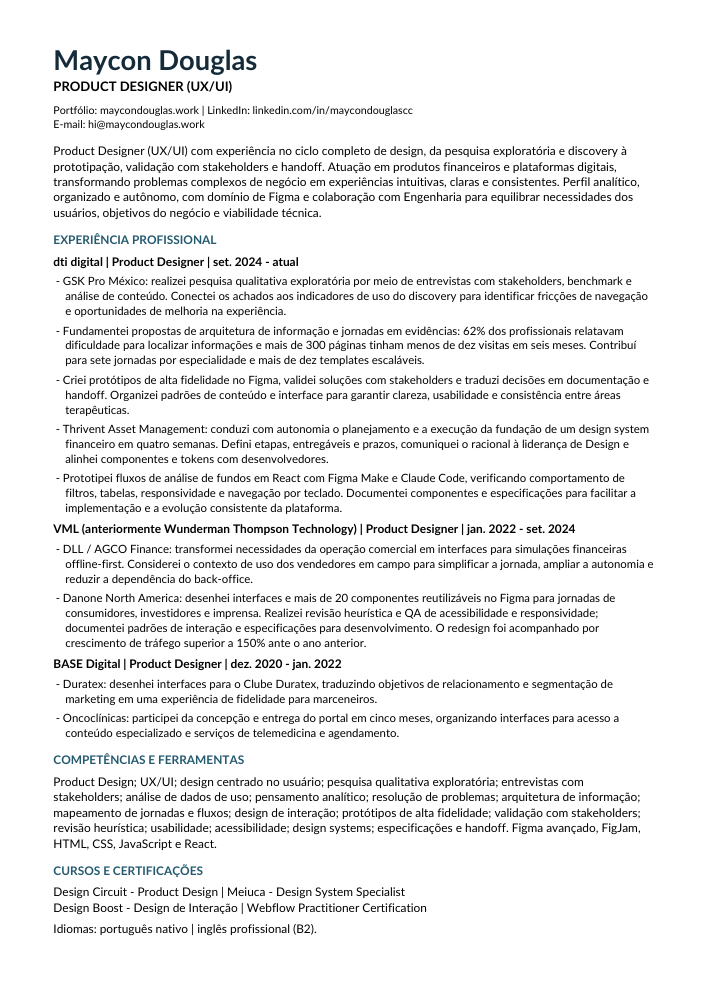 Maycon Douglas
PRODUCT DESIGNER (UX/UI)
Portfólio: maycondouglas.work | LinkedIn: linkedin.com/in/maycondouglascc
E-mail: hi@maycondouglas.work
Product Designer (UX/UI) com experiência no ciclo completo de design, da pesquisa exploratória e discovery à
prototipação, validação com stakeholders e handoff. Atuação em produtos financeiros e plataformas digitais,
transformando problemas complexos de negócio em experiências intuitivas, claras e consistentes. Perfil analítico,
organizado e autônomo, com domínio de Figma e colaboração com Engenharia para equilibrar necessidades dos
usuários, objetivos do negócio e viabilidade técnica.
EXPERIÊNCIA PROFISSIONAL
dti digital | Product Designer | set. 2024 - atual
- GSK Pro México: realizei pesquisa qualitativa exploratória por meio de entrevistas com stakeholders, benchmark e
análise de conteúdo. Conectei os achados aos indicadores de uso do discovery para identificar fricções de navegação
e oportunidades de melhoria na experiência.
- Fundamentei propostas de arquitetura de informação e jornadas em evidências: 62% dos profissionais relatavam
dificuldade para localizar informações e mais de 300 páginas tinham menos de dez visitas em seis meses. Contribuí
para sete jornadas por especialidade e mais de dez templates escaláveis.
- Criei protótipos de alta fidelidade no Figma, validei soluções com stakeholders e traduzi decisões em documentação e
handoff. Organizei padrões de conteúdo e interface para garantir clareza, usabilidade e consistência entre áreas
terapêuticas.
- Thrivent Asset Management: conduzi com autonomia o planejamento e a execução da fundação de um design system
financeiro em quatro semanas. Defini etapas, entregáveis e prazos, comuniquei o racional à liderança de Design e
alinhei componentes e tokens com desenvolvedores.
- Prototipei fluxos de análise de fundos em React com Figma Make e Claude Code, verificando comportamento de
filtros, tabelas, responsividade e navegação por teclado. Documentei componentes e especificações para facilitar a
implementação e a evolução consistente da plataforma.
VML (anteriormente Wunderman Thompson Technology) | Product Designer | jan. 2022 - set. 2024
- DLL / AGCO Finance: transformei necessidades da operação comercial em interfaces para simulações financeiras
offline-first. Considerei o contexto de uso dos vendedores em campo para simplificar a jornada, ampliar a autonomia e
reduzir a dependência do back-office.
- Danone North America: desenhei interfaces e mais de 20 componentes reutilizáveis no Figma para jornadas de
consumidores, investidores e imprensa. Realizei revisão heurística e QA de acessibilidade e responsividade;
documentei padrões de interação e especificações para desenvolvimento. O redesign foi acompanhado por
crescimento de tráfego superior a 150% ante o ano anterior.
BASE Digital | Product Designer | dez. 2020 - jan. 2022
- Duratex: desenhei interfaces para o Clube Duratex, traduzindo objetivos de relacionamento e segmentação de
marketing em uma experiência de fidelidade para marceneiros.
- Oncoclínicas: participei da concepção e entrega do portal em cinco meses, organizando interfaces para acesso a
conteúdo especializado e serviços de telemedicina e agendamento.
COMPETÊNCIAS E FERRAMENTAS
Product Design; UX/UI; design centrado no usuário; pesquisa qualitativa exploratória; entrevistas com
stakeholders; análise de dados de uso; pensamento analítico; resolução de problemas; arquitetura de informação;
mapeamento de jornadas e fluxos; design de interação; protótipos de alta fidelidade; validação com stakeholders;
revisão heurística; usabilidade; acessibilidade; design systems; especificações e handoff. Figma avançado, FigJam,
HTML, CSS, JavaScript e React.
CURSOS E CERTIFICAÇÕES
Design Circuit - Product Design | Meiuca - Design System Specialist
Design Boost - Design de Interação | Webflow Practitioner Certification
Idiomas: português nativo | inglês profissional (B2).